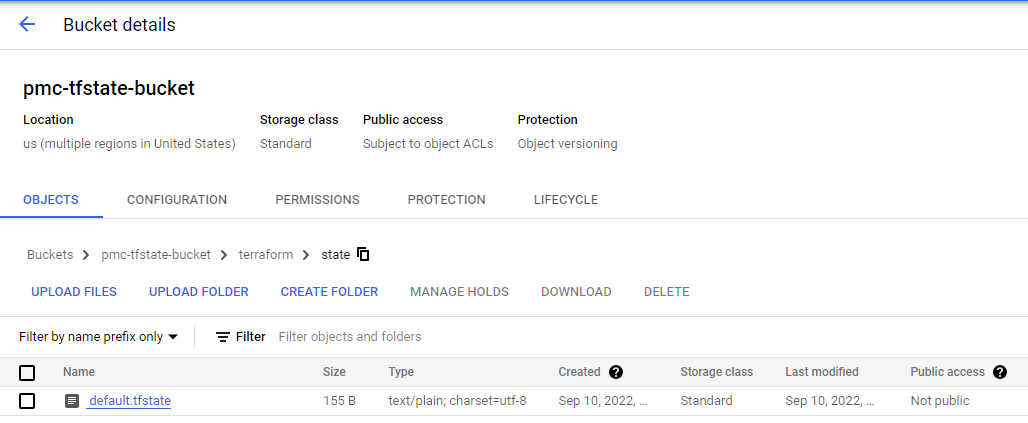 Bucket details
pmc-tfstate-bucket
Location Storage class Public access Protection
us (multiple regions in United States) Standard Subject to object ACLs Object versioning
OBJECTS CONFIGURATION PERMISSIONS PROTECTION LIFECYCLE
Buckets > pmc-tfstate-bucket > terraform > state
UPLOAD FILES UPLOAD FOLDER CREATE FOLDER MANAGE HOLDS DOWNLOAD DELETE
Filter by name prefix only Filter Filter objects and folders
Name Size Type Created ? Storage class Last modified Public access ?
default.tfstate 155 B text/plain; charset=utf-8 Sep 10, 2022, ... Standard Sep 10, 2022, ... Not public